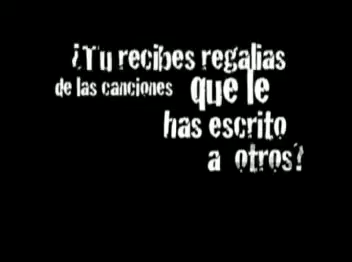 ¿Tu recibes regalias
de las canciones que le
has escrito
a otros?